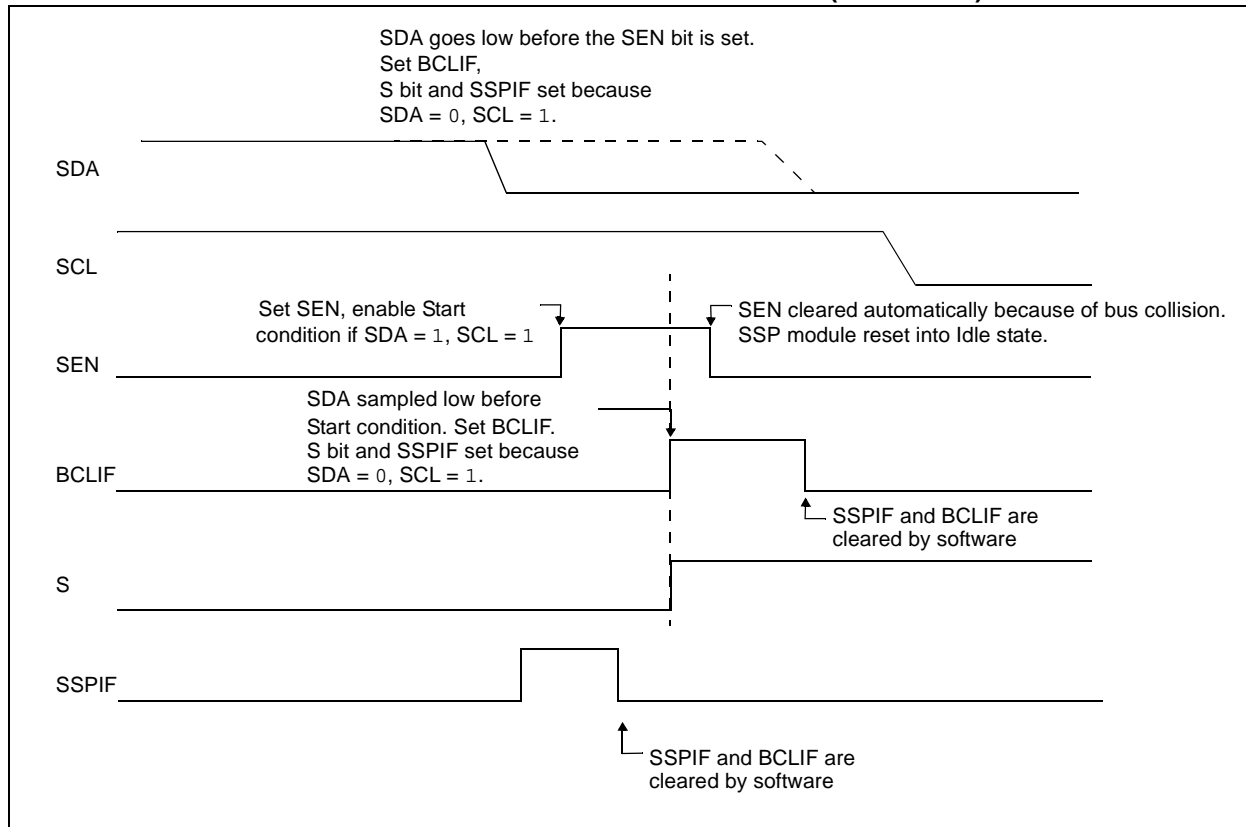 SDA goes low before the SEN bit is set.
Set BCLIF,
S bit and SSPIF set because
SDA = 0, SCL = 1.
SDA
SCL
Set SEN, enable Start
condition if SDA = 1, SCL = 1
SEN cleared automatically because of bus collision.
SSP module reset into Idle state.
SEN
SDA sampled low before
Start condition. Set BCLIF.
S bit and SSPIF set because
SDA = 0, SCL = 1.
BCLIF
SSPIF and BCLIF are
cleared by software
S
SSPIF
SSPIF and BCLIF are
cleared by software